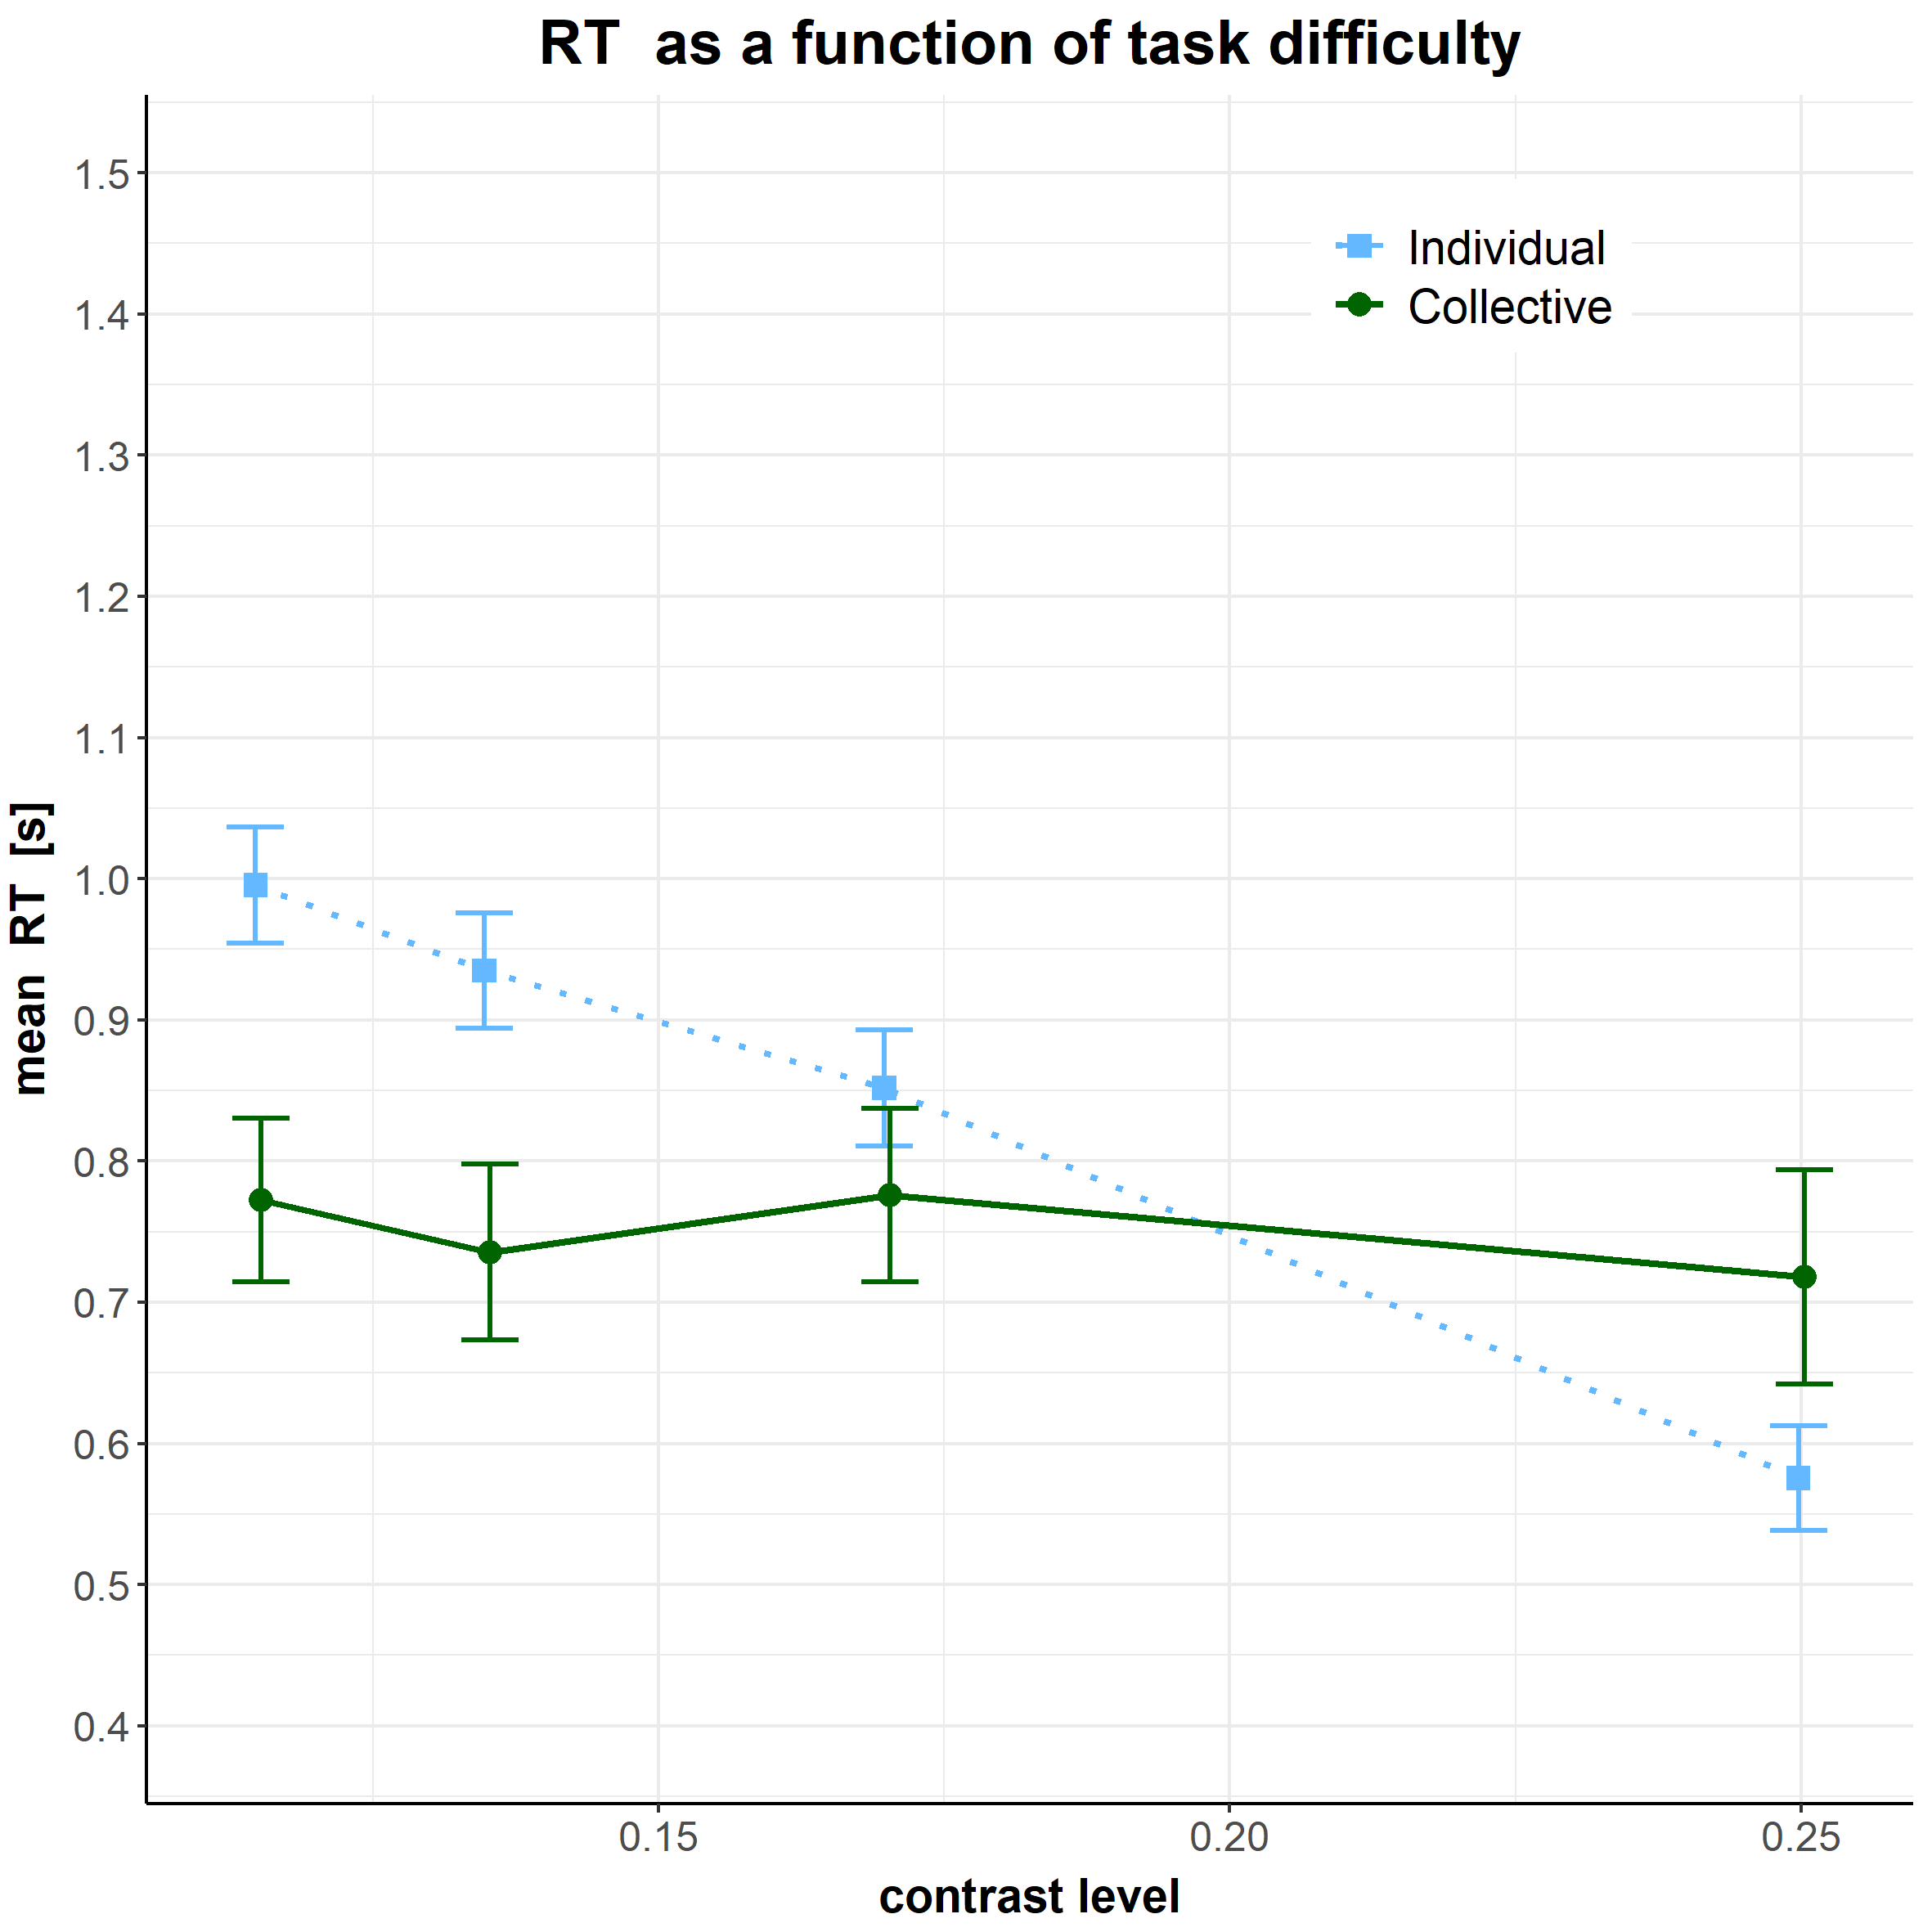 RT  as a function of task difficulty
Individual
Collective
1.5
1.4
1.3
1.2
1.1
1.0
0.9
0.8
0.7
0.6
0.5
0.4
mean  RT  [s]
0.15 0.20 0.25
contrast level